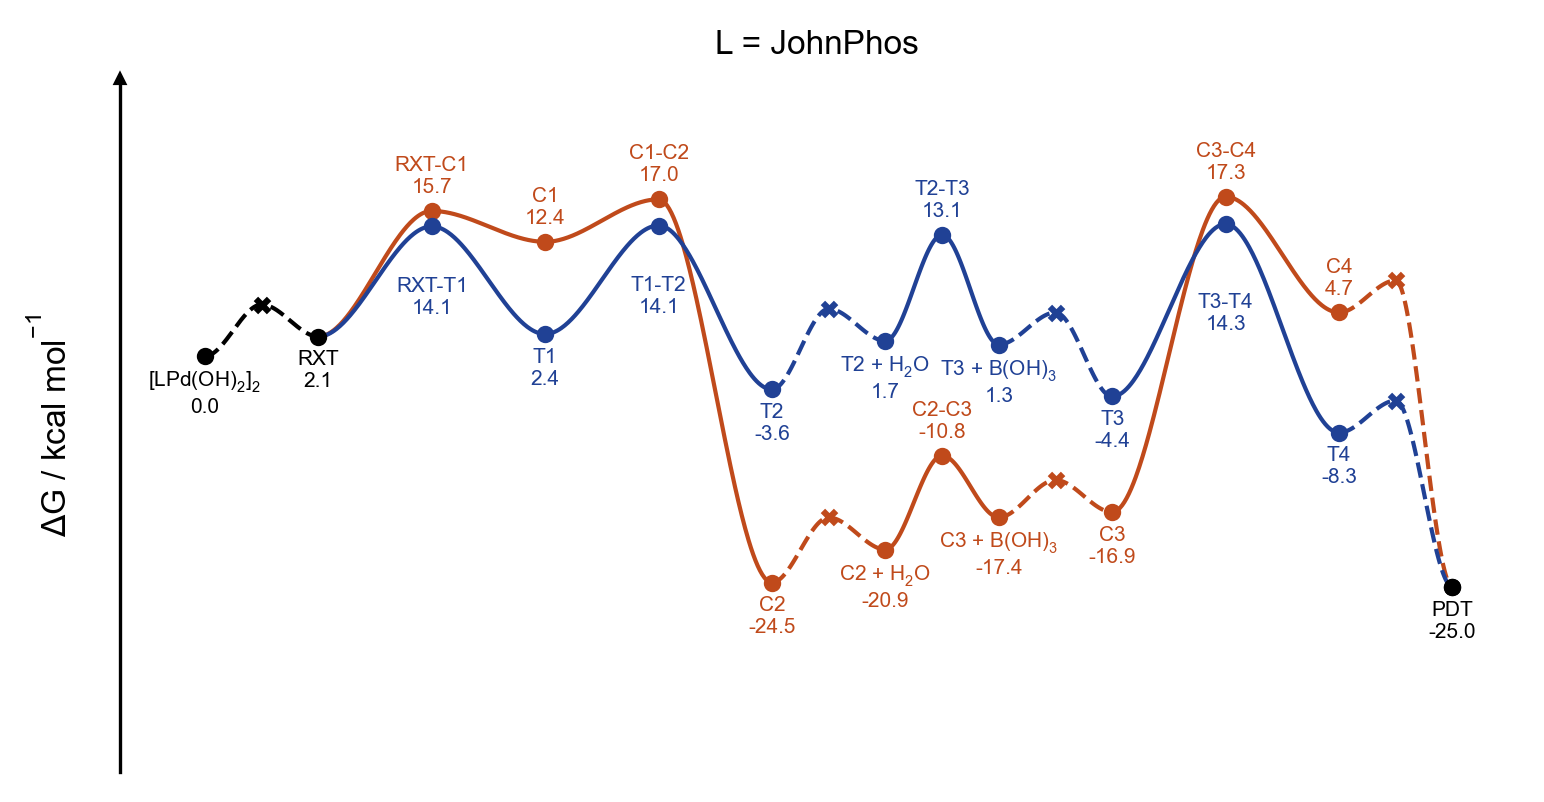 L = JohnPhos
ΔG / kcal mol⁻¹
[LPd(OH)₂]₂
0.0
RXT
2.1
RXT-C1
15.7
RXT-T1
14.1
C1
12.4
T1
2.4
C1-C2
17.0
T1-T2
14.1
T2
-3.6
C2
-24.5
T2 + H₂O
1.7
C2 + H₂O
-20.9
T2-T3
13.1
C2-C3
-10.8
T3 + B(OH)₃
1.3
C3 + B(OH)₃
-17.4
T3
-4.4
C3
-16.9
C3-C4
17.3
T3-T4
14.3
C4
4.7
T4
-8.3
PDT
-25.0